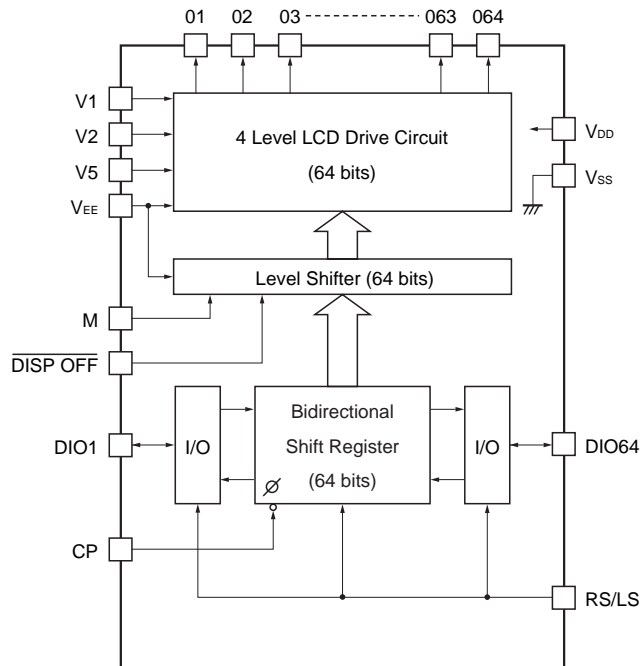 01 02 03 063 064
V1
V2
V5
VEE
4 Level LCD Drive Circuit
(64 bits)
VDD
VSS
Level Shifter (64 bits)
M
DISP OFF
DIO1
I/O
Bidirectional
Shift Register
(64 bits)
I/O
DIO64
CP
RS/LS